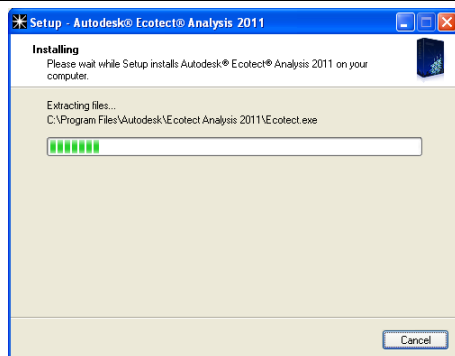 Setup - Autodesk® Ecotect® Analysis 2011
Installing
Please wait while Setup installs Autodesk® Ecotect® Analysis 2011 on your
computer.
Extracting files...
C:\Program Files\Autodesk\Ecotect Analysis 2011\Ecotect.exe
Cancel